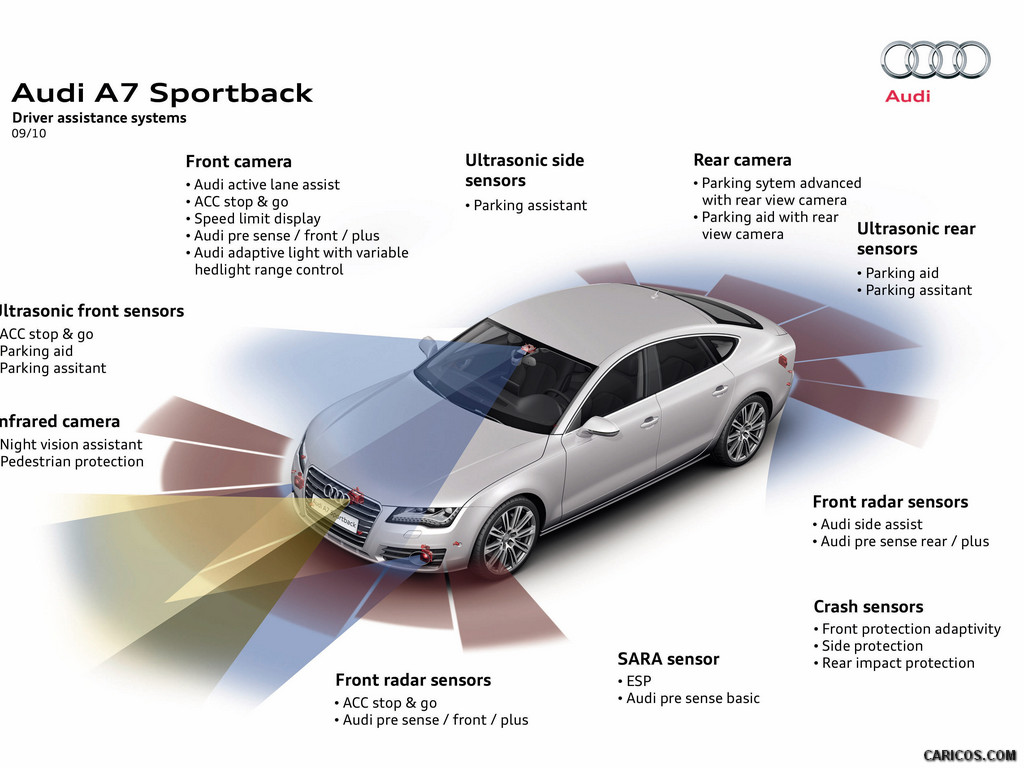 Audi A7 Sportback
Driver assistance systems
09/10
Audi
Front camera
• Audi active lane assist
• ACC stop & go
• Speed limit display
• Audi pre sense / front / plus
• Audi adaptive light with variable
hedlight range control
Ultrasonic side
sensors
• Parking assistant
Rear camera
• Parking sytem advanced
with rear view camera
• Parking aid with rear
view camera
Ultrasonic rear
sensors
• Parking aid
• Parking assitant
ltrasonic front sensors
ACC stop & go
Parking aid
Parking assitant
nfrared camera
Night vision assistant
Pedestrian protection
Audi A7 Sportback
Front radar sensors
• Audi side assist
• Audi pre sense rear / plus
Crash sensors
• Front protection adaptivity
• Side protection
• Rear impact protection
SARA sensor
• ESP
• Audi pre sense basic
Front radar sensors
• ACC stop & go
• Audi pre sense / front / plus
CARICOS.COM